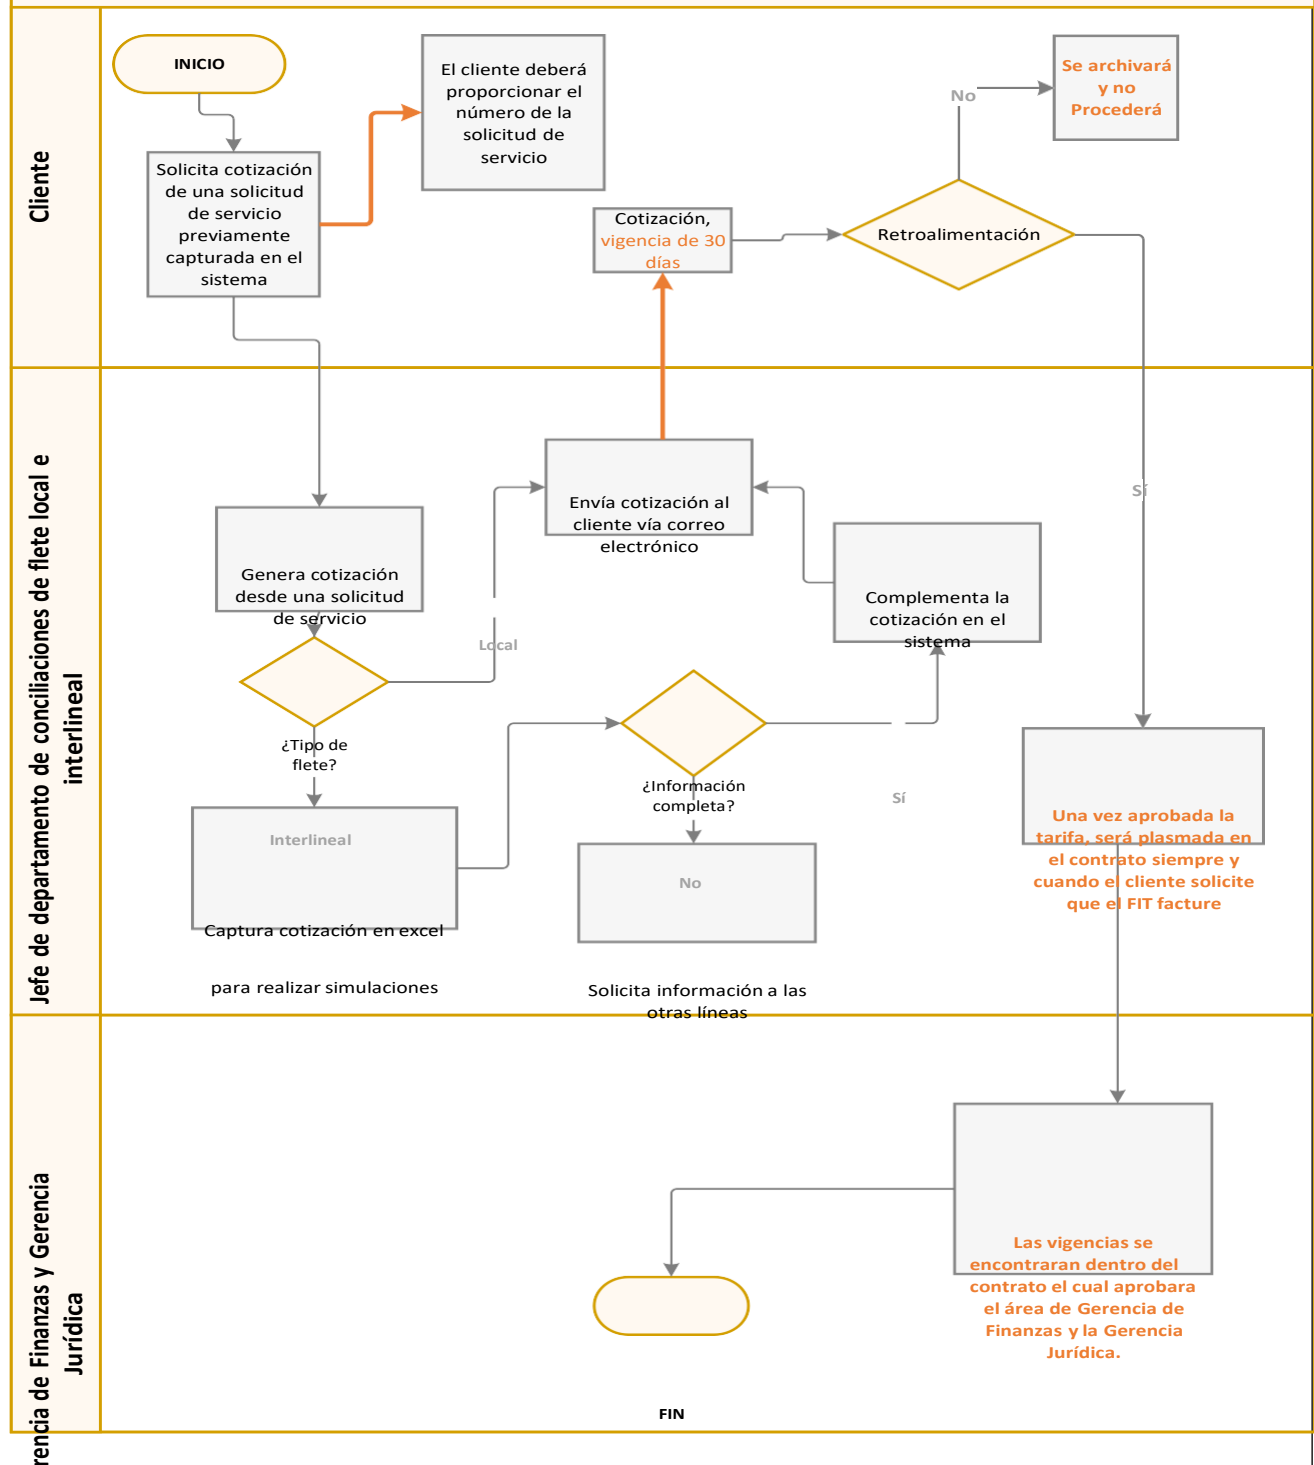 Cliente
INICIO
Solicita cotización
de una solicitud
de servicio
previamente
capturada en el
sistema
El cliente deberá
proporcionar el
número de la
solicitud de
servicio
Cotización,
vigencia de 30
días
Retroalimentación
No
Se archivará
y no
Procederá
Sí
Jefe de departamento de conciliaciones de flete local e
interlineal
Genera cotización
desde una solicitud
de servicio
¿Tipo de
flete?
Local
Interlineal
Captura cotización en excel
para realizar simulaciones
Envía cotización al
cliente vía correo
electrónico
¿Información
completa?
No
Solicita información a las
otras líneas
Sí
Complementa la
cotización en el
sistema
Una vez aprobada la
tarifa, será plasmada en
el contrato siempre y
cuando el cliente solicite
que el FIT facture
rencia de Finanzas y Gerencia
Jurídica
Las vigencias se
encontraran dentro del
contrato el cual aprobara
el área de Gerencia de
Finanzas y la Gerencia
Jurídica.
FIN